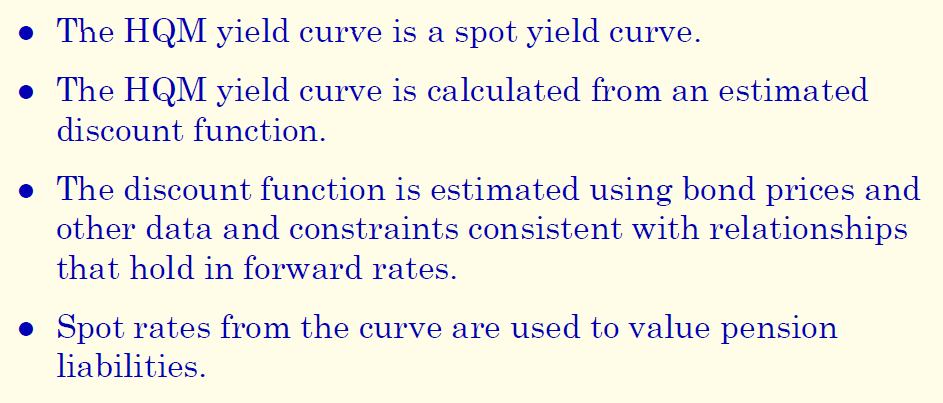 • The HQM yield curve is a spot yield curve.
• The HQM yield curve is calculated from an estimated
discount function.
• The discount function is estimated using bond prices and
other data and constraints consistent with relationships
that hold in forward rates.
• Spot rates from the curve are used to value pension
liabilities.